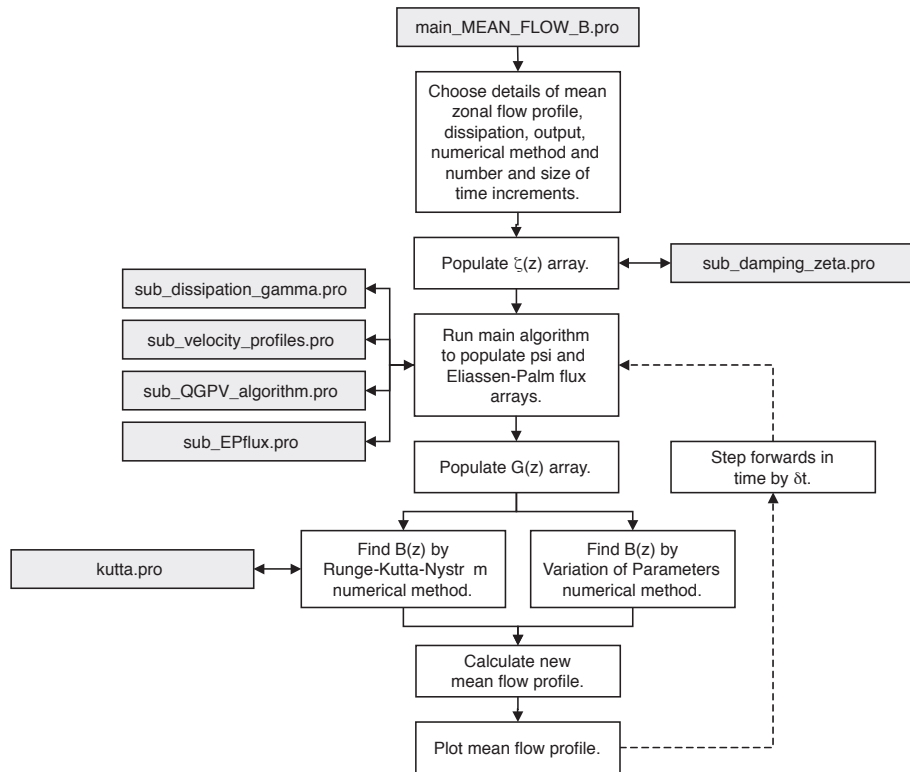 main_MEAN_FLOW_B.pro
Choose details of mean
zonal flow profile,
dissipation, output,
numerical method and
number and size of
time increments.
Populate ζ(z) array.
sub_damping_zeta.pro
sub_dissipation_gamma.pro
sub_velocity_profiles.pro
sub_QGPV_algorithm.pro
sub_EPflux.pro
Run main algorithm
to populate psi and
Eliassen-Palm flux
arrays.
Populate G(z) array.
Step forwards in
time by δt.
kutta.pro
Find B(z) by
Runge-Kutta-Nystr m
numerical method.
Find B(z) by
Variation of Parameters
numerical method.
Calculate new
mean flow profile.
Plot mean flow profile.